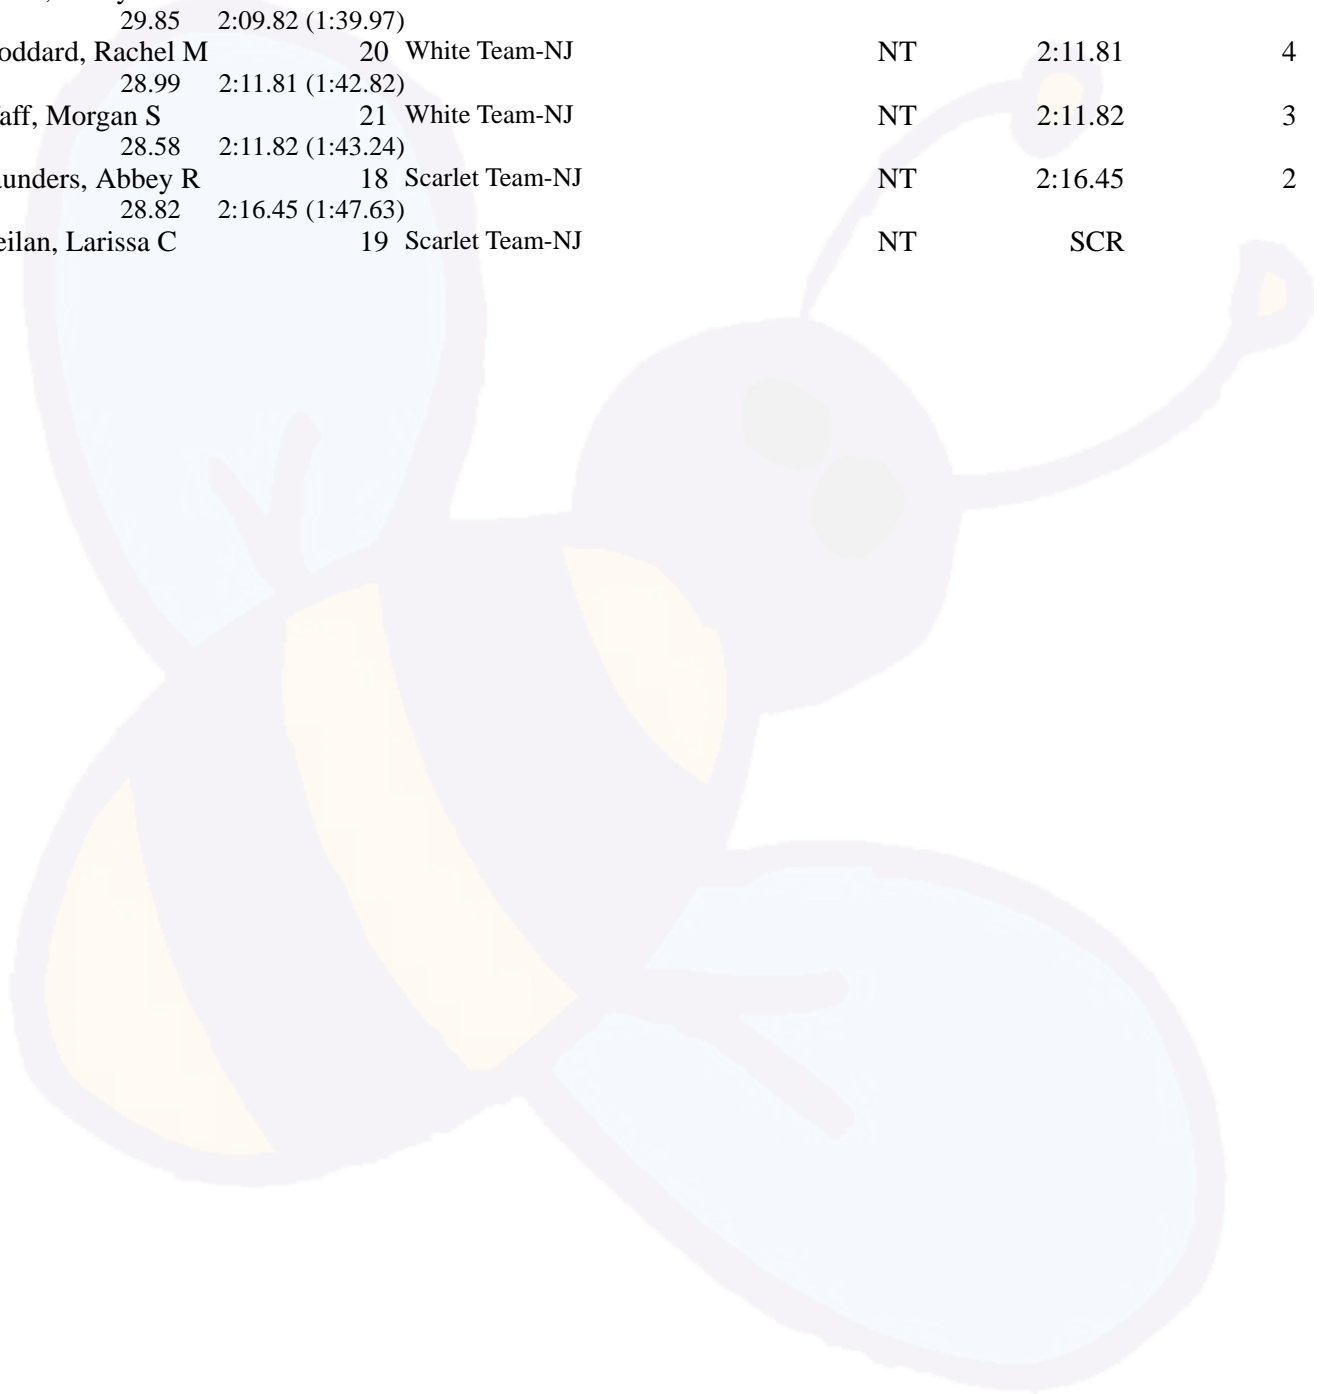 29.85 2:09.82 (1:39.97)
oddard, Rachel M 20 White Team-NJ NT 2:11.81 4
28.99 2:11.81 (1:42.82)
aff, Morgan S 21 White Team-NJ NT 2:11.82 3
28.58 2:11.82 (1:43.24)
unders, Abbey R 18 Scarlet Team-NJ NT 2:16.45 2
28.82 2:16.45 (1:47.63)
eilan, Larissa C 19 Scarlet Team-NJ NT SCR